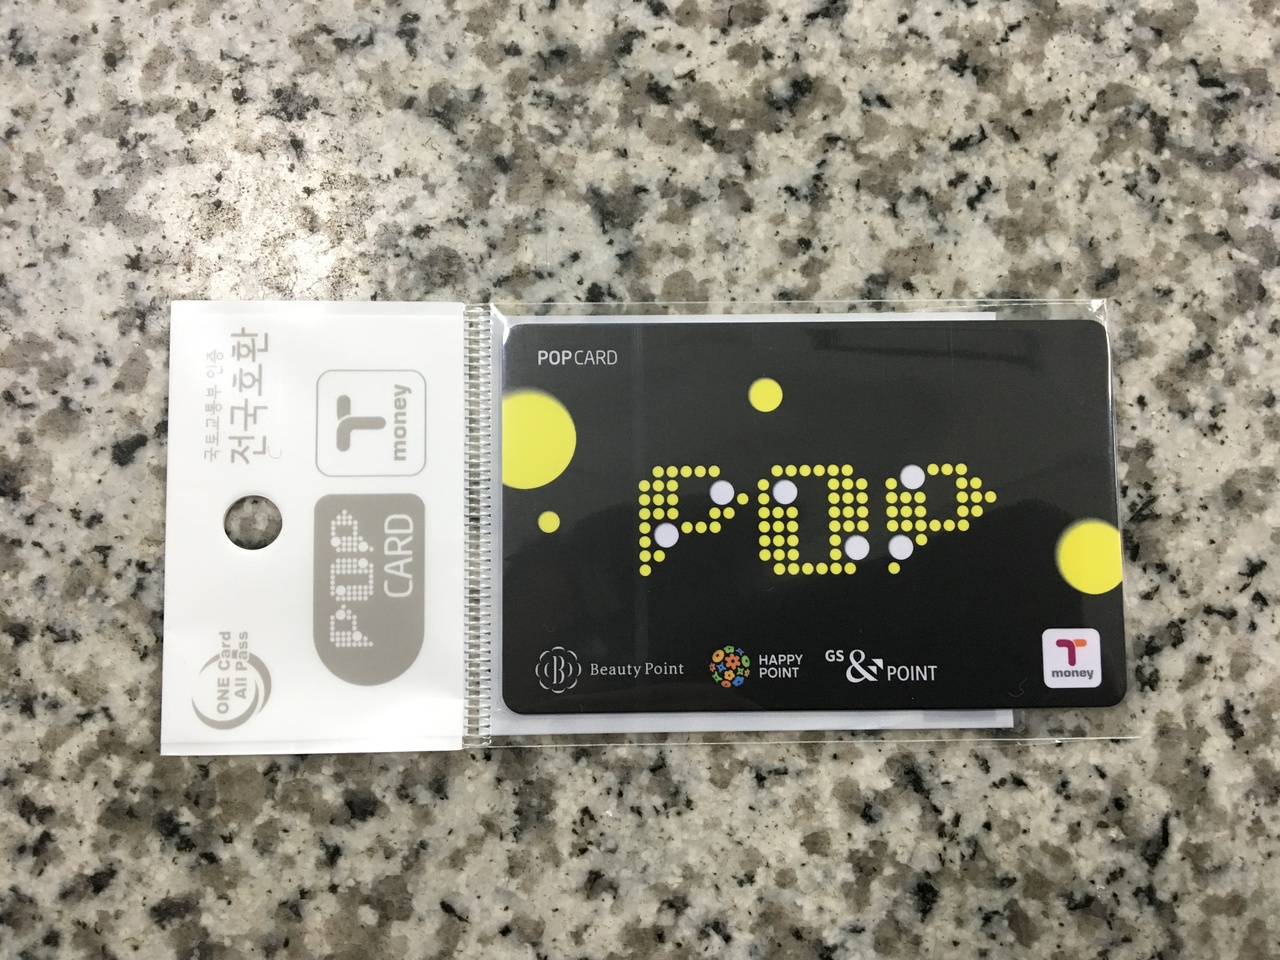 국토교통부 인증
전국호환
ONE Card
All Pass
T
money
POP
CARD
POP CARD
POP
B
Beauty Point
HAPPY
POINT
GS & POINT
T
money